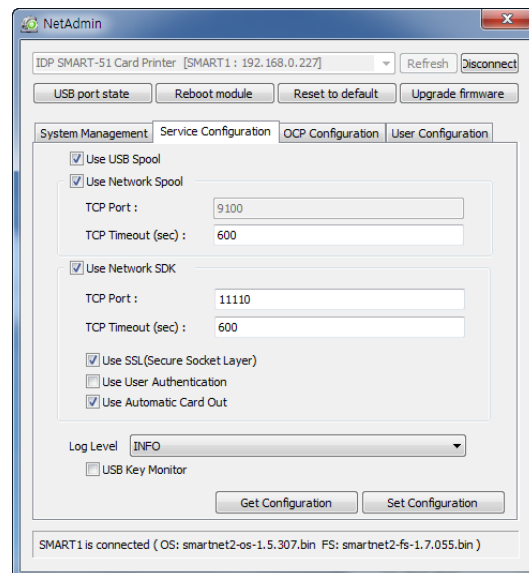 NetAdmin
IDP SMART-51 Card Printer [SMART1 : 192.168.0.227] Refresh Disconnect
USB port state Reboot module Reset to default Upgrade firmware
System Management Service Configuration OCP Configuration User Configuration
Use USB Spool
Use Network Spool
TCP Port : 9100
TCP Timeout (sec) : 600
Use Network SDK
TCP Port : 11110
TCP Timeout (sec) : 600
Use SSL(Secure Socket Layer)
Use User Authentication
Use Automatic Card Out
Log Level INFO
USB Key Monitor
Get Configuration Set Configuration
SMART1 is connected ( OS: smartnet2-os-1.5.307.bin FS: smartnet2-fs-1.7.055.bin )